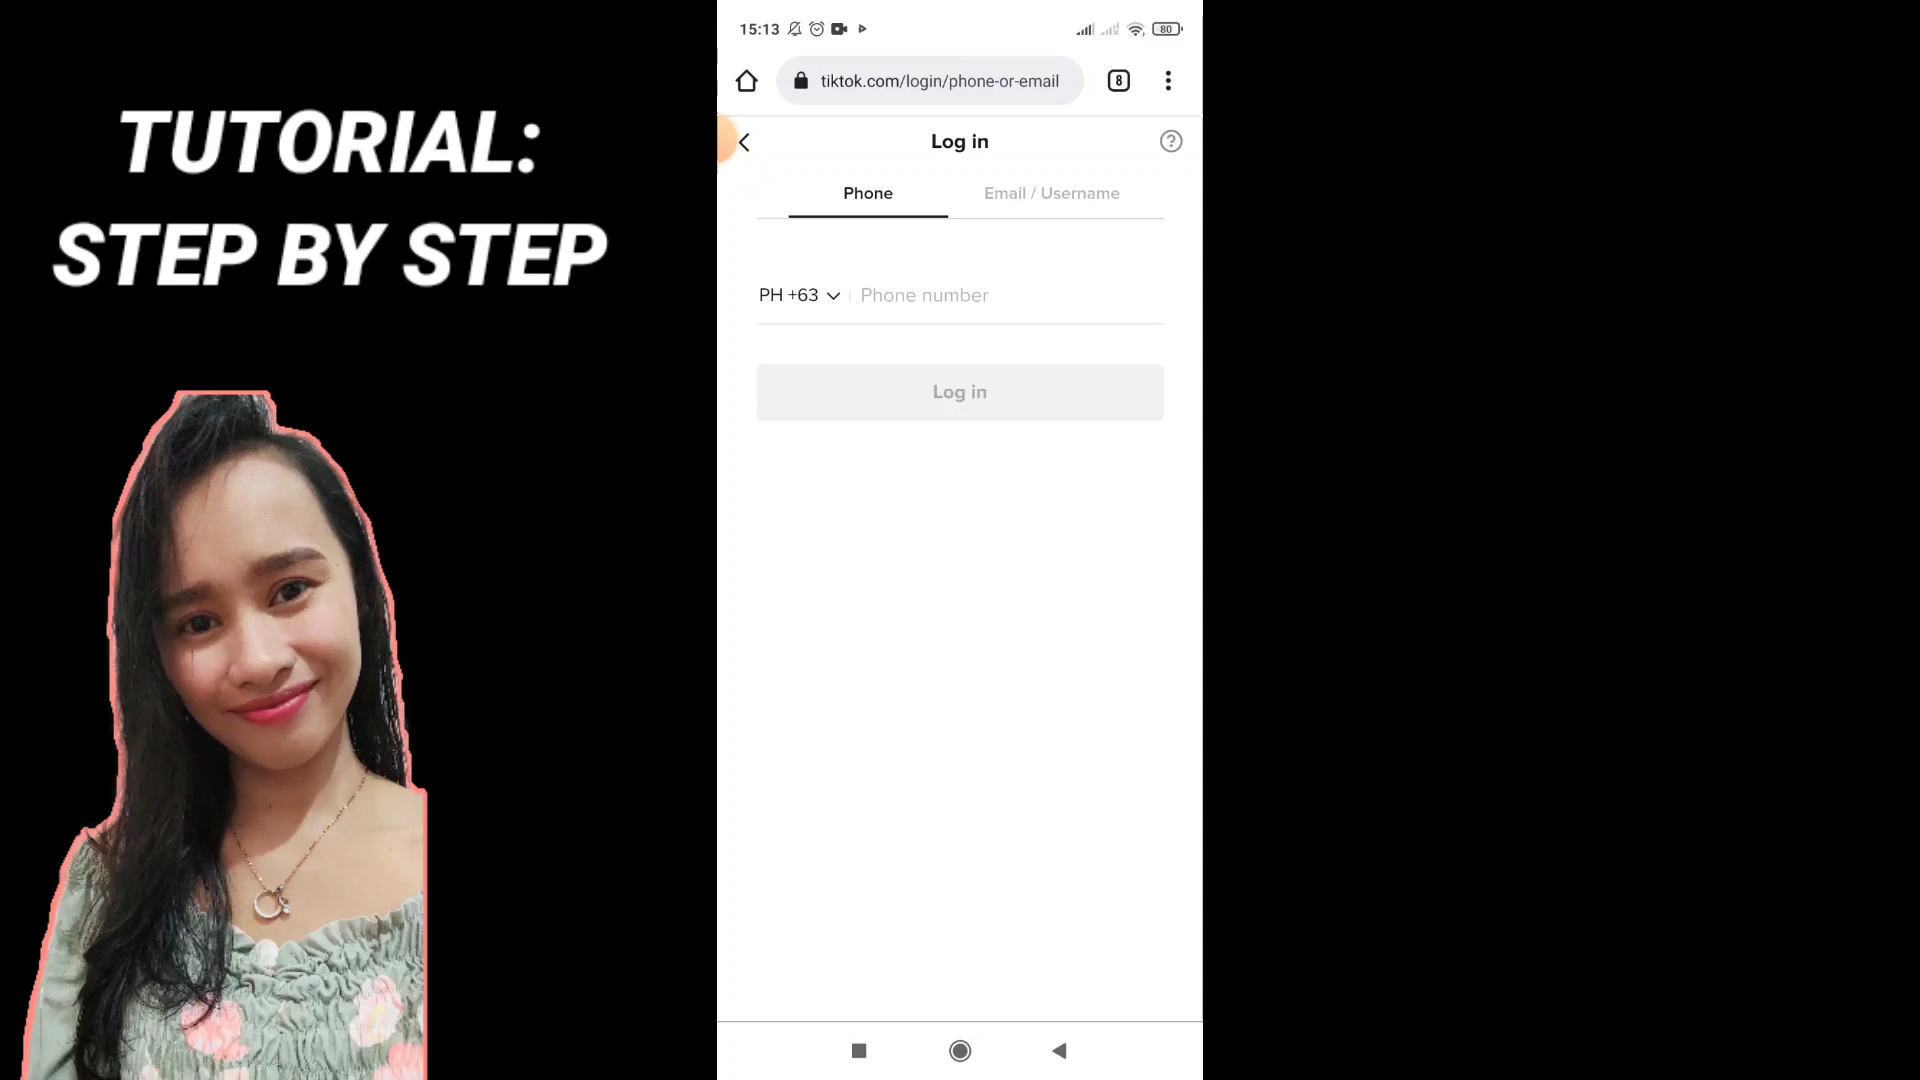 TUTORIAL:
STEP BY STEP
15:13
80
tiktok.com/login/phone-or-email
8
Log in
?
Phone
Email / Username
PH +63
Phone number
Log in